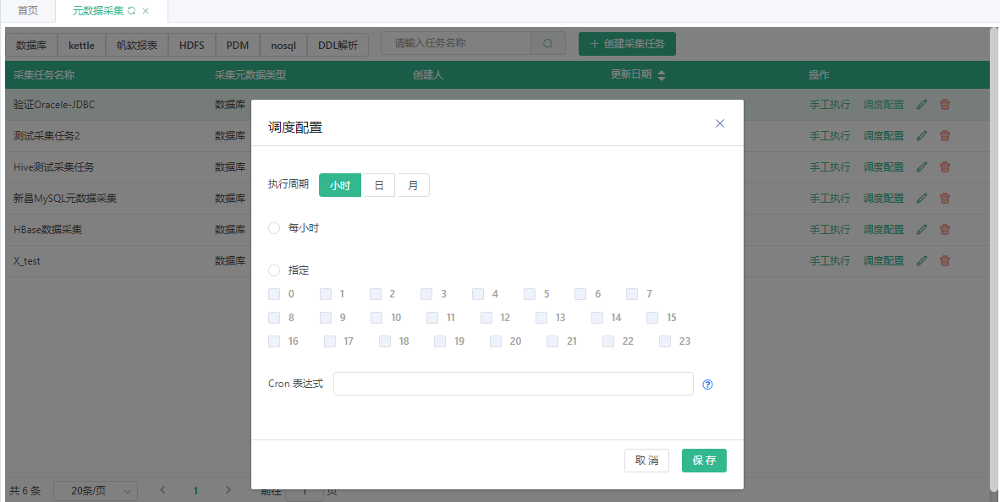 首页 元数据采集
数据库 kettle 帆软报表 HDFS PDM nosql DDL解析 请输入任务名称 + 创建采集任务
采集任务名称 采集元数据类型 创建人 更新日期 操作
验证Oracele-JDBC 数据库 手工执行 调度配置
测试采集任务2 数据库 手工执行 调度配置
Hive测试采集任务 数据库 手工执行 调度配置
新昌MySQL元数据采集 数据库 手工执行 调度配置
HBase数据采集 数据库 手工执行 调度配置
X_test 数据库 手工执行 调度配置
调度配置
执行周期 小时 日 月
每小时
指定
0 1 2 3 4 5 6 7
8 9 10 11 12 13 14 15
16 17 18 19 20 21 22 23
Cron 表达式
取消 保存
共 6 条 20条/页 1 前往 1 页